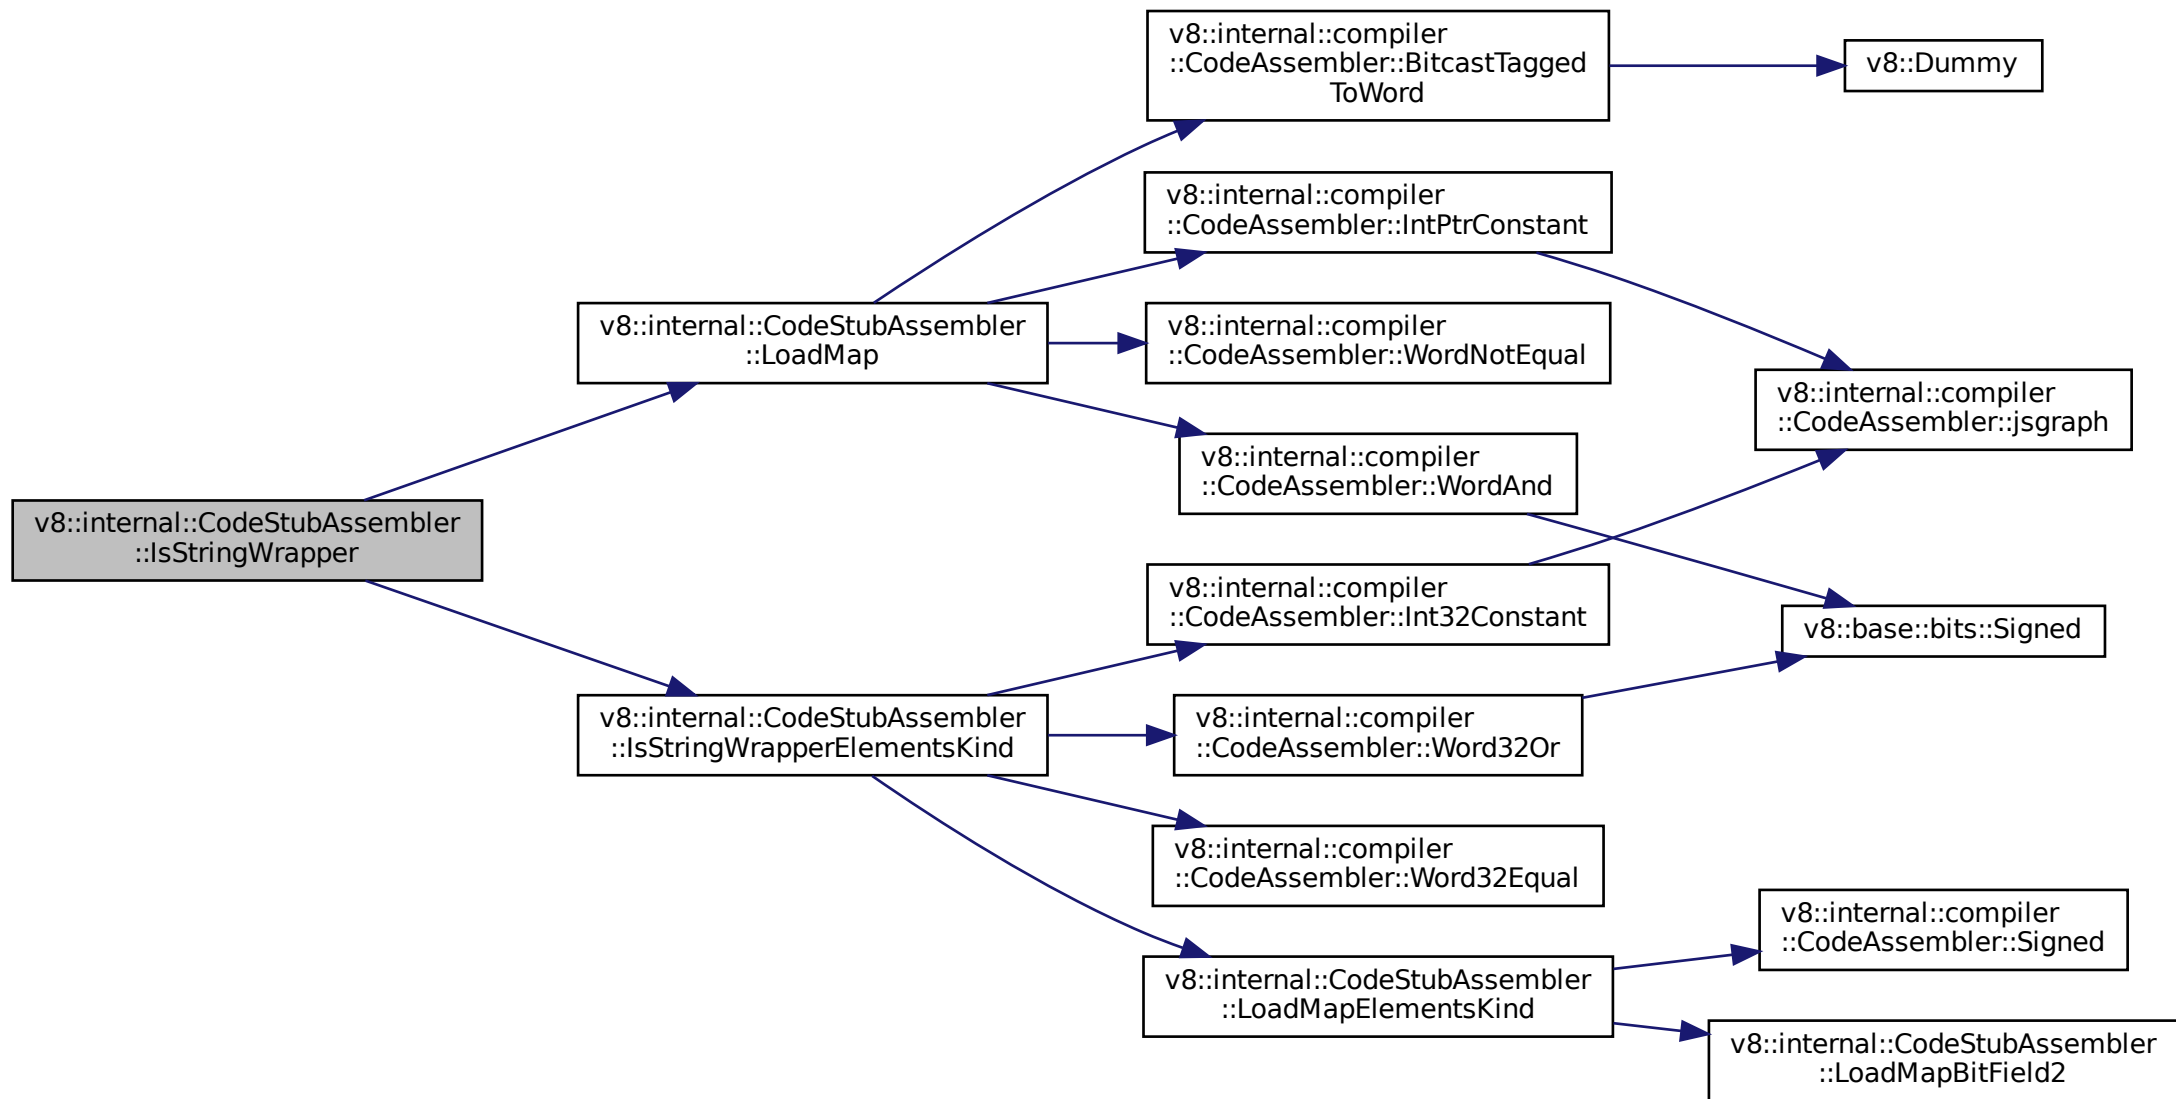 v8::internal::compiler
::CodeAssembler::BitcastTagged
ToWord
v8::Dummy
v8::internal::compiler
::CodeAssembler::IntPtrConstant
v8::internal::CodeStubAssembler
::LoadMap
v8::internal::compiler
::CodeAssembler::WordNotEqual
v8::internal::compiler
::CodeAssembler::jsgraph
v8::internal::compiler
::CodeAssembler::WordAnd
v8::internal::CodeStubAssembler
::IsStringWrapper
v8::internal::compiler
::CodeAssembler::Int32Constant
v8::base::bits::Signed
v8::internal::CodeStubAssembler
::IsStringWrapperElementsKind
v8::internal::compiler
::CodeAssembler::Word32Or
v8::internal::compiler
::CodeAssembler::Word32Equal
v8::internal::compiler
::CodeAssembler::Signed
v8::internal::CodeStubAssembler
::LoadMapElementsKind
v8::internal::CodeStubAssembler
::LoadMapBitField2